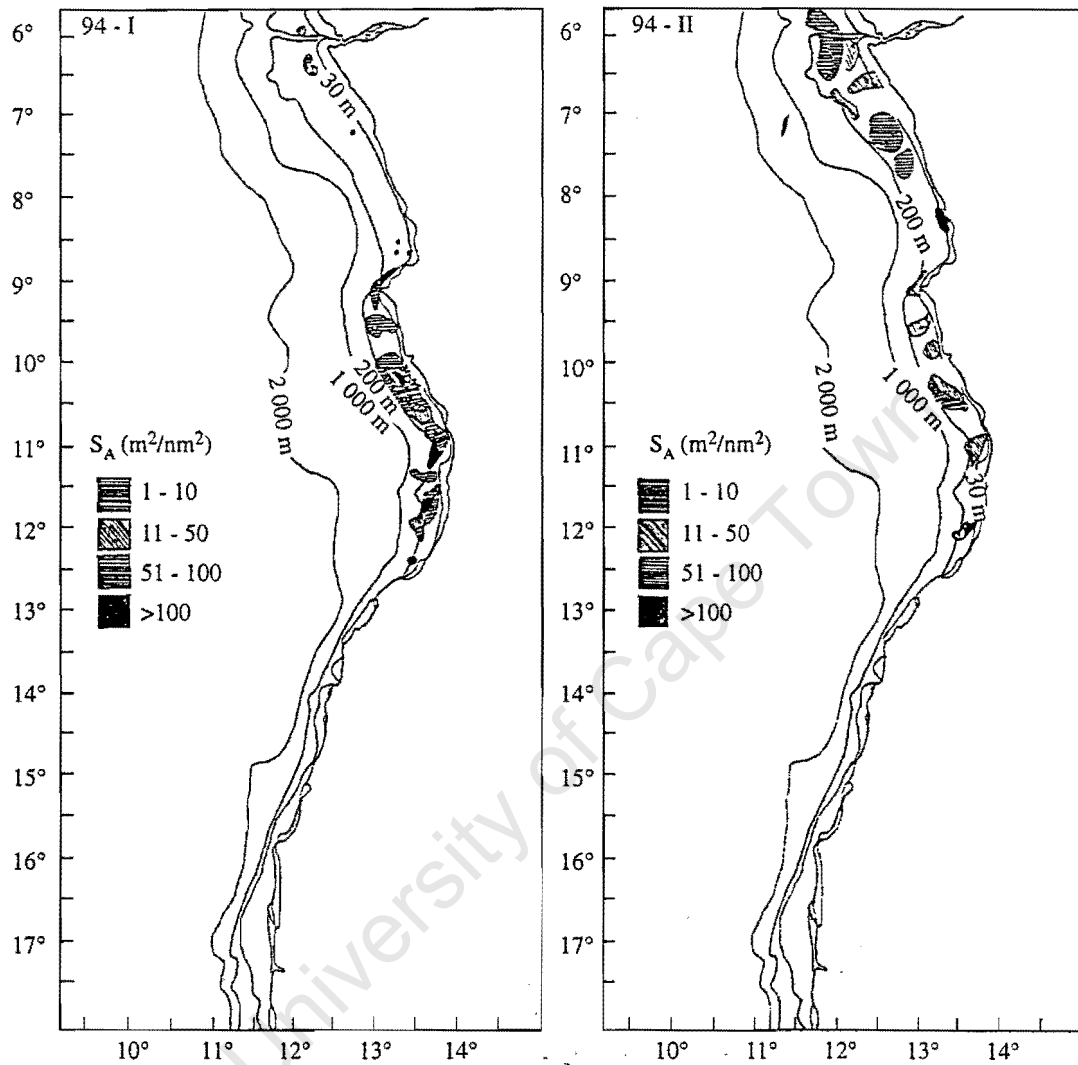 94 - I
6°
7°
8°
9°
10°
11°
12°
13°
14°
15°
16°
17°
30 m
200 m
1 000 m
2 000 m
S_A (m²/nm²)
1 - 10
11 - 50
51 - 100
>100
10°
11°
12°
13°
14°
94 - II
6°
7°
8°
9°
10°
11°
12°
13°
14°
15°
16°
17°
200 m
1 000 m
2 000 m
30 m
S_A (m²/nm²)
1 - 10
11 - 50
51 - 100
>100
10°
11°
12°
13°
14°
University of Cape Town